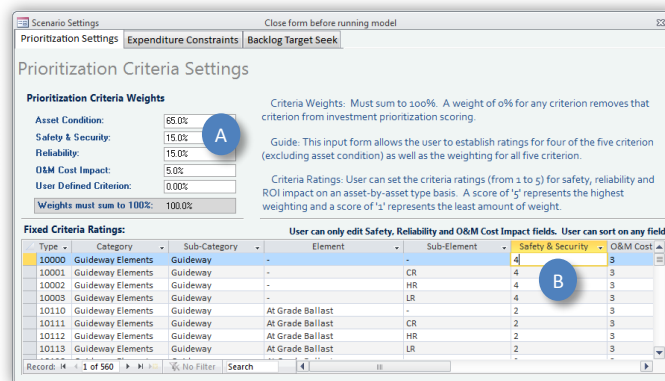 Scenario Settings Close form before running model
Prioritization Settings Expenditure Constraints Backlog Target Seek
Prioritization Criteria Settings
Prioritization Criteria Weights
Asset Condition: 65.0%
Safety & Security: 15.0%
Reliability: 15.0%
O&M Cost Impact: 5.0%
User Defined Criterion: 0.00%
Weights must sum to 100%: 100.0%
A
Criteria Weights: Must sum to 100%. A weight of 0% for any criterion removes that
criterion from investment prioritization scoring.
Guide: This input form allows the user to establish ratings for four of the five criterion
(excluding asset condition) as well as the weighting for all five criterion.
Criteria Ratings: User can set the criteria ratings (from 1 to 5) for safety, reliability and
ROI impact on an asset-by-asset type basis. A score of '5' represents the highest
weighting and a score of '1' represents the least amount of weight.
Fixed Criteria Ratings: User can only edit Safety, Reliability and O&M Cost Impact fields. User can sort on any field
Type Category Sub-Category Element Sub-Element Safety & Security O&M Cost
10000 Guideway Elements Guideway - - 4 3
10001 Guideway Elements Guideway - CR 4 3
10002 Guideway Elements Guideway - HR 4 3
10003 Guideway Elements Guideway - LR 4 3
10110 Guideway Elements Guideway At Grade Ballast - 2 3
10111 Guideway Elements Guideway At Grade Ballast CR 2 3
10112 Guideway Elements Guideway At Grade Ballast HR 2 3
10113 Guideway Elements Guideway At Grade Ballast LR 2 3
B
Record: 1 of 560 No Filter Search